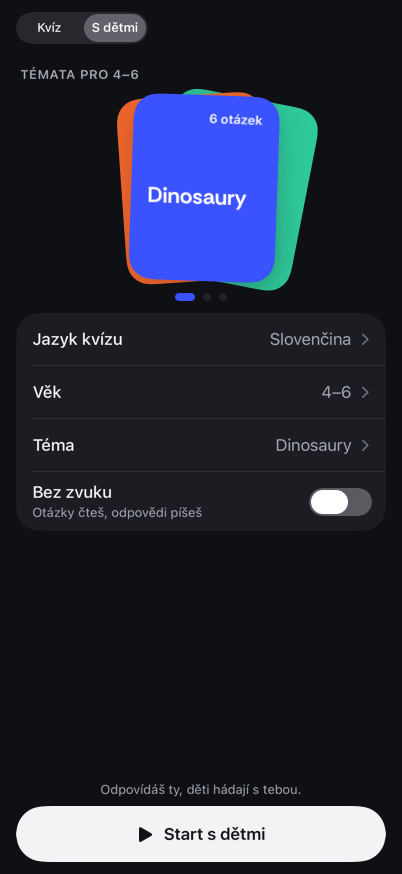 Kvíz
S dětmi
TÉMATA PRO 4–6
6 otázek
Dinosaury
Jazyk kvízu
Slovenčina
Věk
4–6
Téma
Dinosaury
Bez zvuku
Otázky čteš, odpovědi píšeš
Odpovídáš ty, děti hádají s tebou.
Start s dětmi